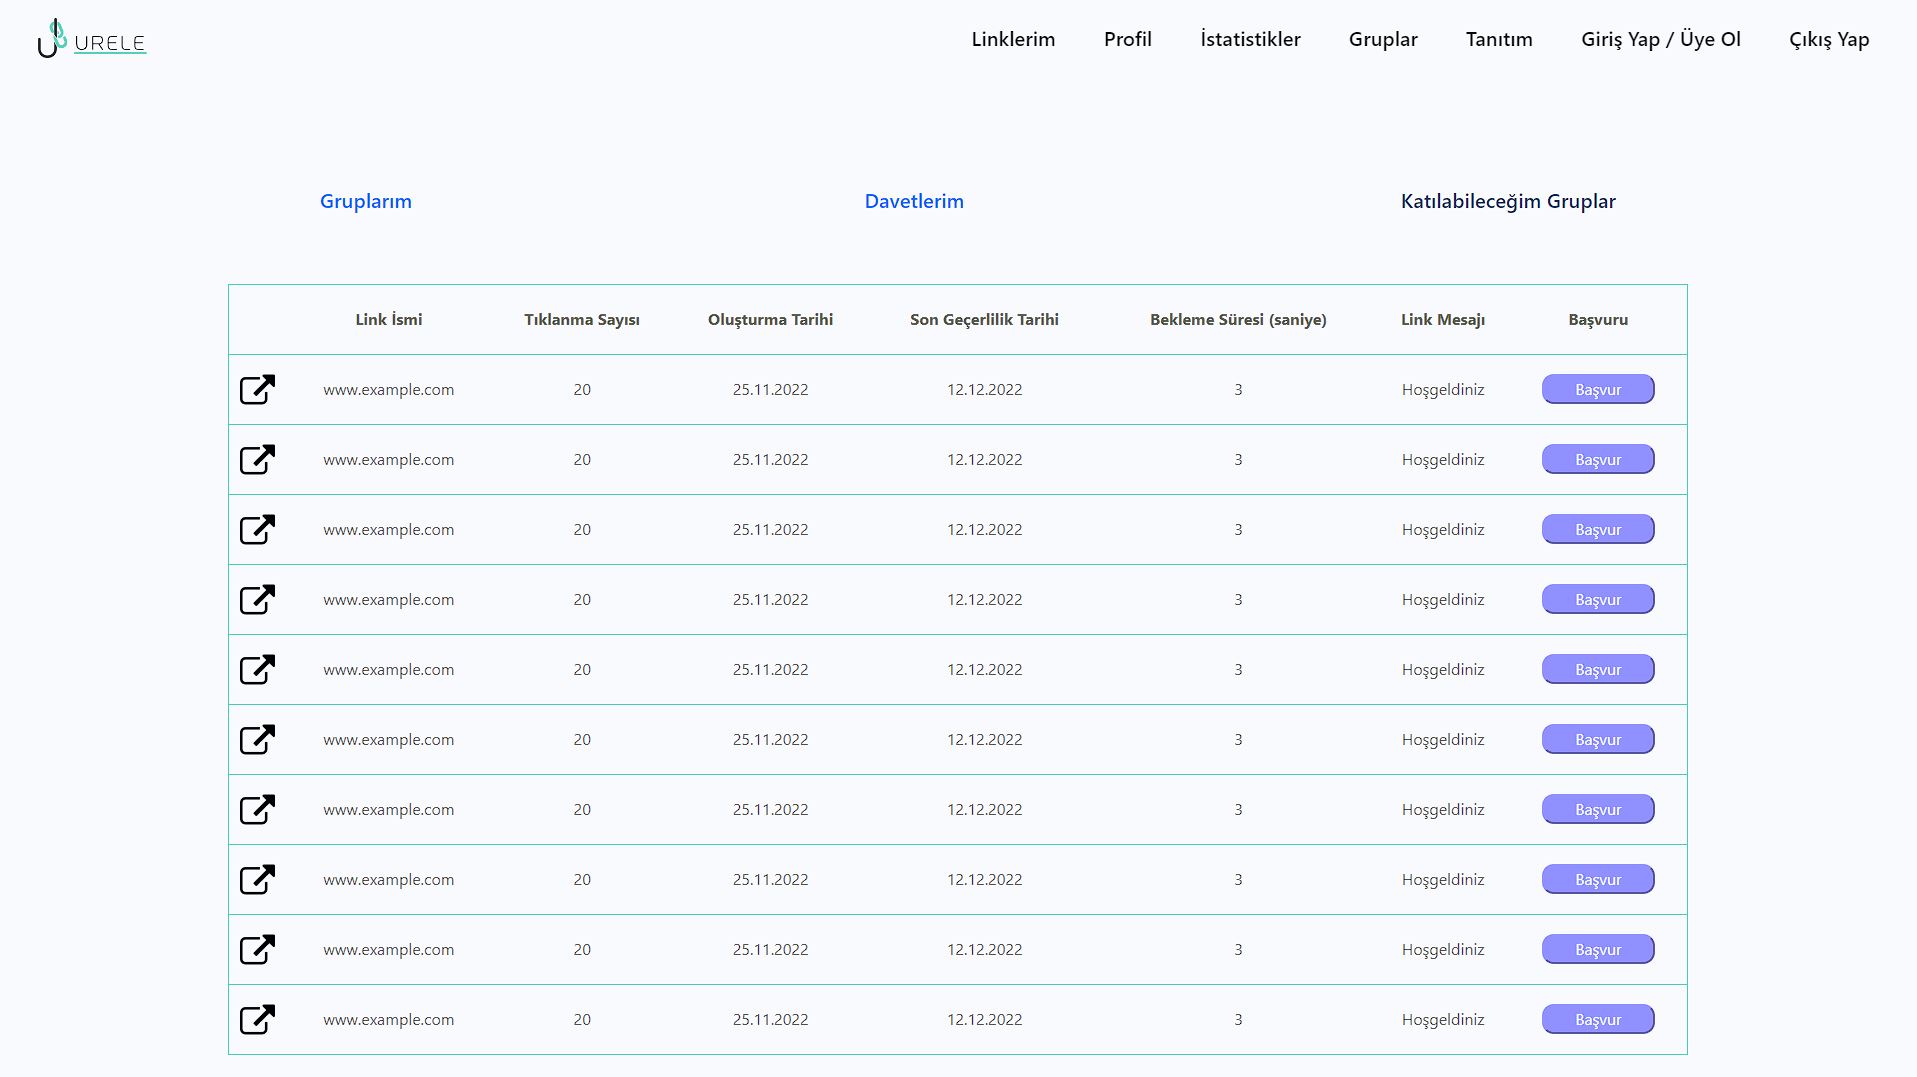 URELE
Linklerim Profil İstatistikler Gruplar Tanıtım Giriş Yap / Üye Ol Çıkış Yap
Gruplarım Davetlerim Katılabileceğim Gruplar
Link İsmi Tıklanma Sayısı Oluşturma Tarihi Son Geçerlilik Tarihi Bekleme Süresi (saniye) Link Mesajı Başvuru
www.example.com 20 25.11.2022 12.12.2022 3 Hoşgeldiniz Başvur
www.example.com 20 25.11.2022 12.12.2022 3 Hoşgeldiniz Başvur
www.example.com 20 25.11.2022 12.12.2022 3 Hoşgeldiniz Başvur
www.example.com 20 25.11.2022 12.12.2022 3 Hoşgeldiniz Başvur
www.example.com 20 25.11.2022 12.12.2022 3 Hoşgeldiniz Başvur
www.example.com 20 25.11.2022 12.12.2022 3 Hoşgeldiniz Başvur
www.example.com 20 25.11.2022 12.12.2022 3 Hoşgeldiniz Başvur
www.example.com 20 25.11.2022 12.12.2022 3 Hoşgeldiniz Başvur
www.example.com 20 25.11.2022 12.12.2022 3 Hoşgeldiniz Başvur
www.example.com 20 25.11.2022 12.12.2022 3 Hoşgeldiniz Başvur